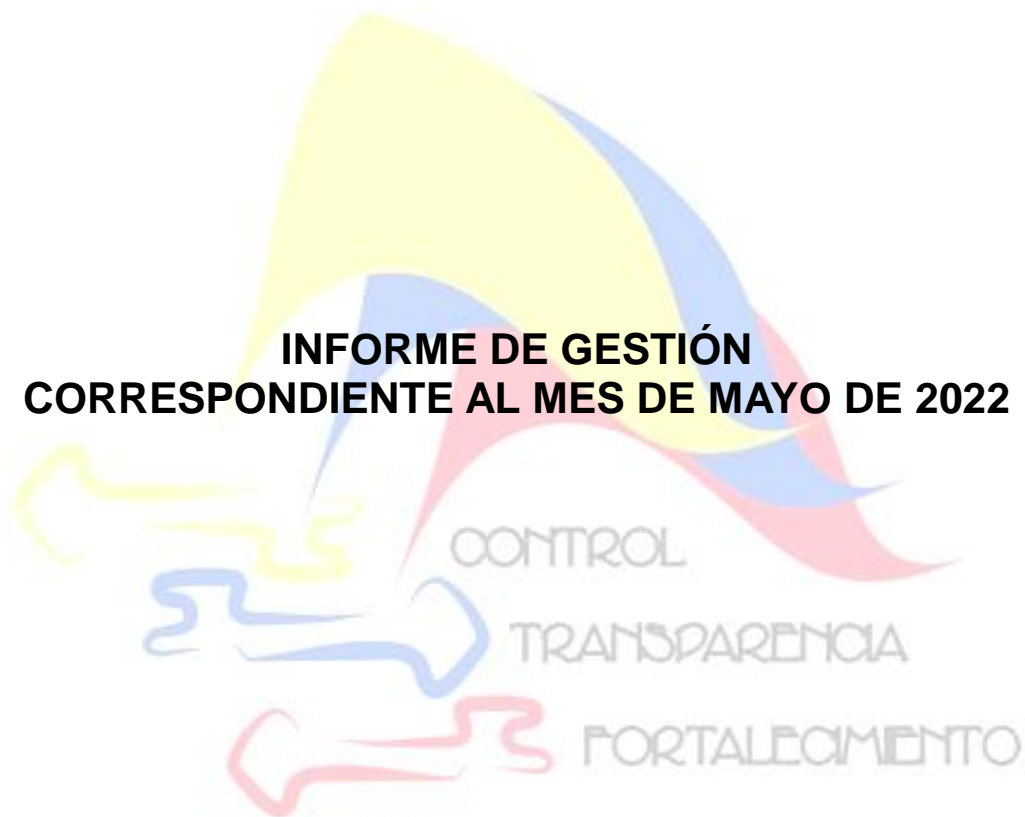 INFORME DE GESTIÓN
CORRESPONDIENTE AL MES DE MAYO DE 2022
CONTROL
TRANSPARENCIA
FORTALECIMIENTO